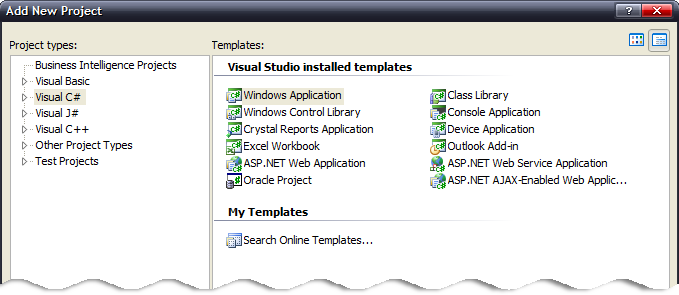 Add New Project
Project types:
Templates:
Business Intelligence Projects
Visual Basic
Visual C#
Visual J#
Visual C++
Other Project Types
Test Projects
Visual Studio installed templates
Windows Application
Class Library
Windows Control Library
Console Application
Crystal Reports Application
Device Application
Excel Workbook
Outlook Add-in
ASP.NET Web Application
ASP.NET Web Service Application
Oracle Project
ASP.NET AJAX-Enabled Web Applic...
My Templates
Search Online Templates...